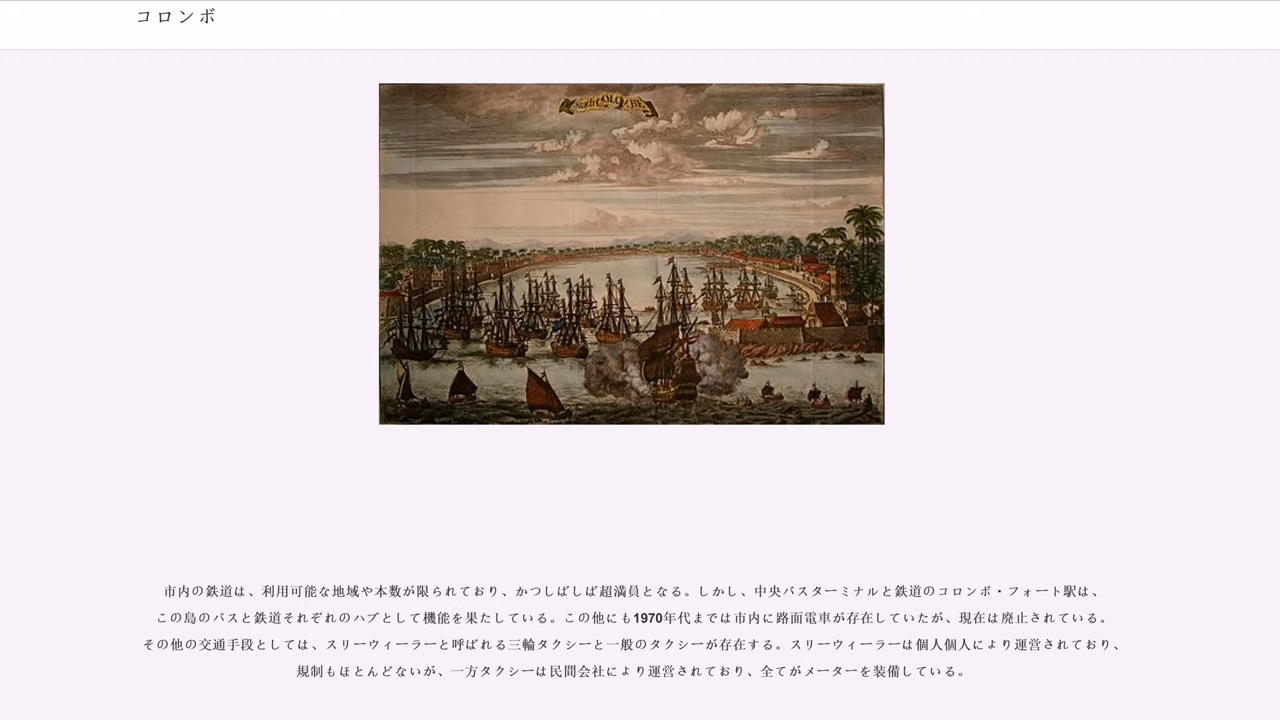 コロンボ
市内の鉄道は、利用可能な地域や本数が限られており、かつしばしば超満員となる。しかし、中央バスターミナルと鉄道のコロンボ・フォート駅は、
この島のバスと鉄道それぞれのハブとして機能を果たしている。この他にも1970年代までは市内に路面電車が存在していたが、現在は廃止されている。
その他の交通手段としては、スリーウィーラーと呼ばれる三輪タクシーと一般のタクシーが存在する。スリーウィーラーは個人個人により運営されており、
規制もほとんどないが、一方タクシーは民間会社により運営されており、全てがメーターを装備している。